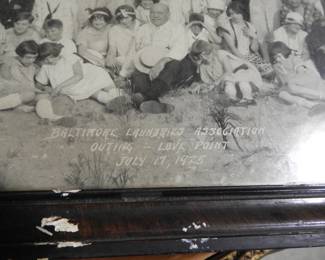 BALTIMORE LAUNDRIES ASSOCIATION
OUTING – LOVE POINT
JULY 17, 1925